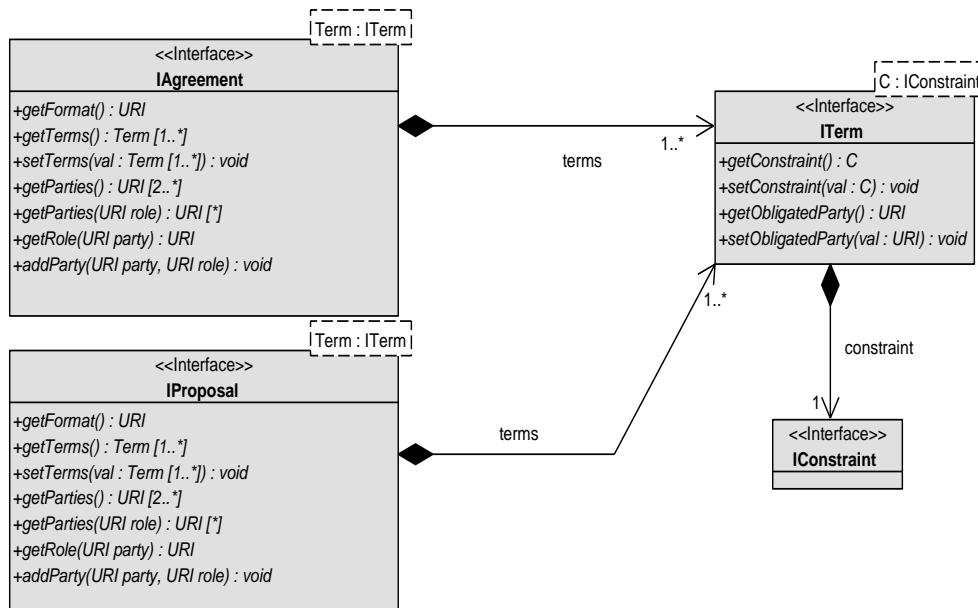 Term : ITerm
<<Interface>>
IAgreement
+getFormat() : URI
+getTerms() : Term [1..*]
+setTerms(val : Term [1..*]) : void
+getParties() : URI [2..*]
+getParties(URI role) : URI [*]
+getRole(URI party) : URI
+addParty(URI party, URI role) : void
1..*
terms
C : IConstraint
<<Interface>>
ITerm
+getConstraint() : C
+setConstraint(val : C) : void
+getObligatedParty() : URI
+setObligatedParty(val : URI) : void
Term : ITerm
<<Interface>>
IProposal
+getFormat() : URI
+getTerms() : Term [1..*]
+setTerms(val : Term [1..*]) : void
+getParties() : URI [2..*]
+getParties(URI role) : URI [*]
+getRole(URI party) : URI
+addParty(URI party, URI role) : void
1..*
terms
constraint
1
<<Interface>>
IConstraint